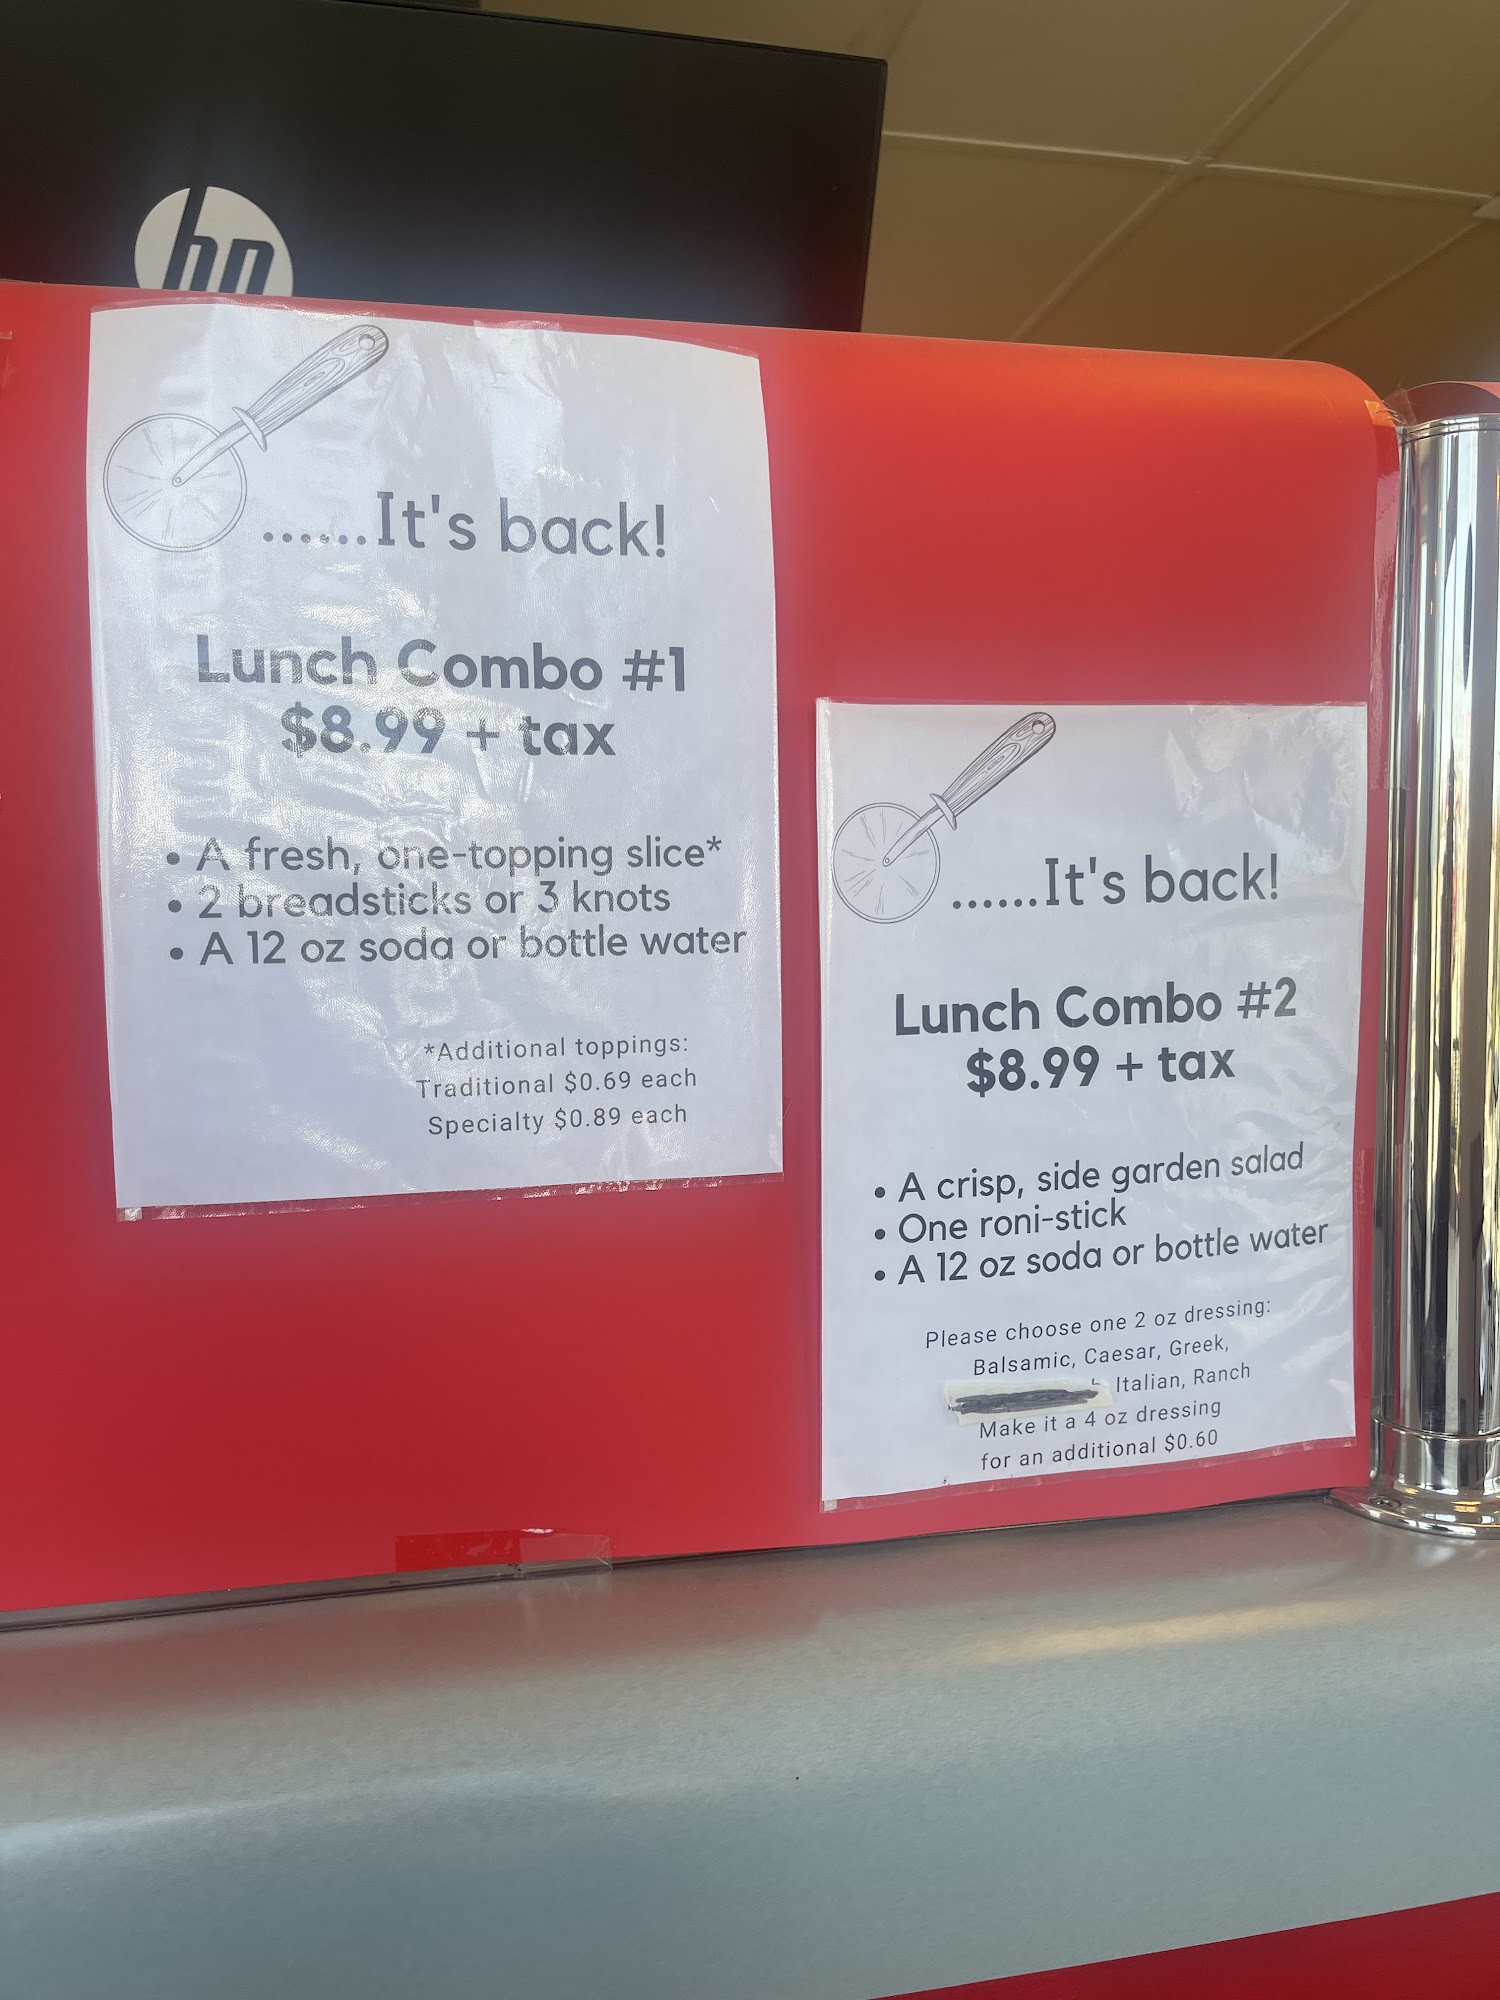 hp
......It's back!
Lunch Combo #1
$8.99 + tax
• A fresh, one-topping slice*
• 2 breadsticks or 3 knots
• A 12 oz soda or bottle water
*Additional toppings:
Traditional $0.69 each
Specialty $0.89 each
......It's back!
Lunch Combo #2
$8.99 + tax
• A crisp, side garden salad
• One roni-stick
• A 12 oz soda or bottle water
Please choose one 2 oz dressing:
Balsamic, Caesar, Greek,
Italian, Ranch
Make it a 4 oz dressing
for an additional $0.60